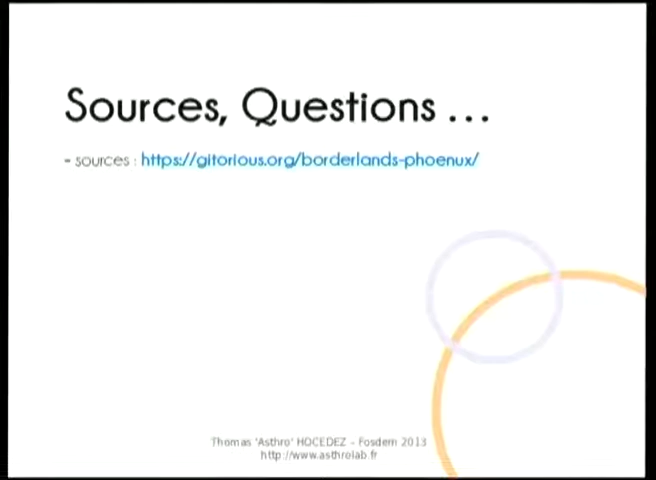 Sources, Questions ...
- sources : https://gitorious.org/borderlands-phoenux/
Thomas 'Asthro' HOCEDEZ - Fosdem 2013
http://www.asthrolab.fr